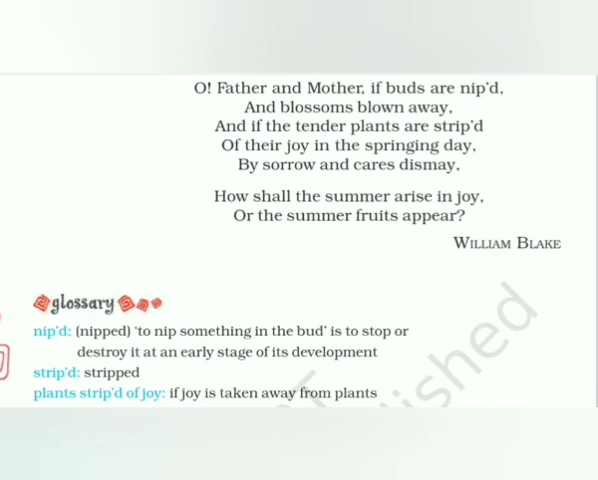 O! Father and Mother, if buds are nip'd,
And blossoms blown away,
And if the tender plants are strip'd
Of their joy in the springing day,
By sorrow and cares dismay,
How shall the summer arise in joy,
Or the summer fruits appear?
WILLIAM BLAKE
glossary
nip'd: (nipped) 'to nip something in the bud' is to stop or
destroy it at an early stage of its development
strip'd: stripped
plants strip'd of joy: if joy is taken away from plants